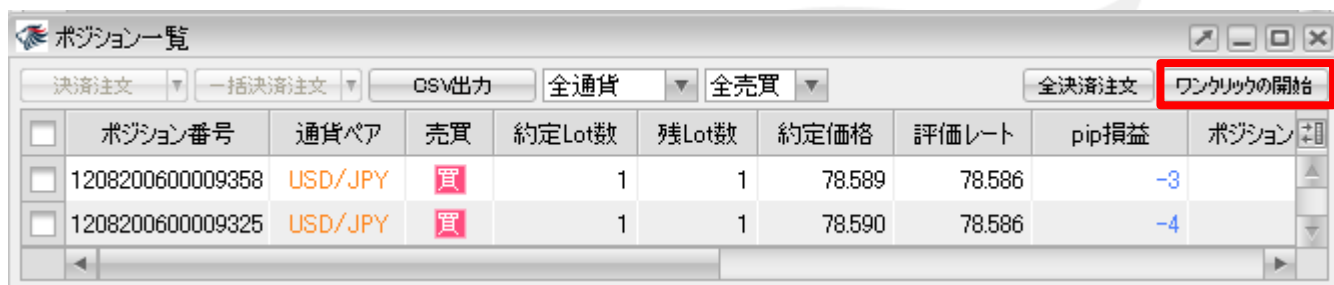 ポジション一覧
決済注文 一括決済注文 CSV出力 全通貨 全売買 全決済注文 ワンクリックの開始
ポジション番号 通貨ペア 売買 約定Lot数 残Lot数 約定価格 評価レート pip損益 ポジション
1208200600009358 USD/JPY 買 1 1 78.589 78.586 -3
1208200600009325 USD/JPY 買 1 1 78.590 78.586 -4